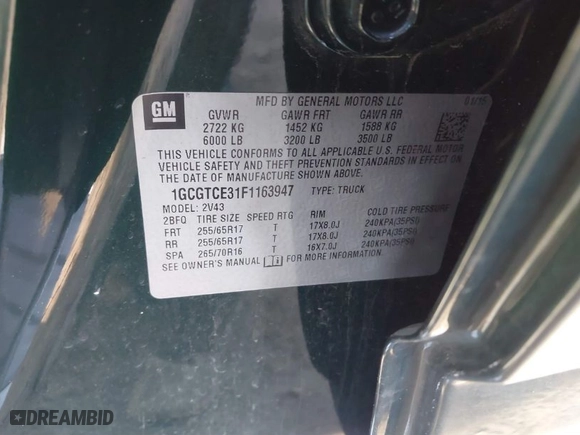 GM
MFD BY GENERAL MOTORS LLC
GVWR GAWR FRT GAWR RR
2722 KG 1452 KG 1588 KG
6000 LB 3200 LB 3500 LB
THIS VEHICLE CONFORMS TO ALL APPLICABLE U.S. FEDERAL MOTOR
VEHICLE SAFETY AND THEFT PREVENTION STANDARDS IN EFFECT ON THE
DATE OF MANUFACTURE SHOWN ABOVE.
1GCGTCE31F1163947 TYPE: TRUCK
MODEL: 2V43
2BFQ TIRE SIZE SPEED RTG RIM COLD TIRE PRESSURE
FRT 255/65R17 T 17X8.0J 240KPA(35PSI)
RR 255/65R17 T 17X8.0J 240KPA(35PSI)
SPA 265/70R16 T 16X7.0J 240KPA(35PSI)
SEE OWNER'S MANUAL FOR MORE INFORMATION.
DREAMBID